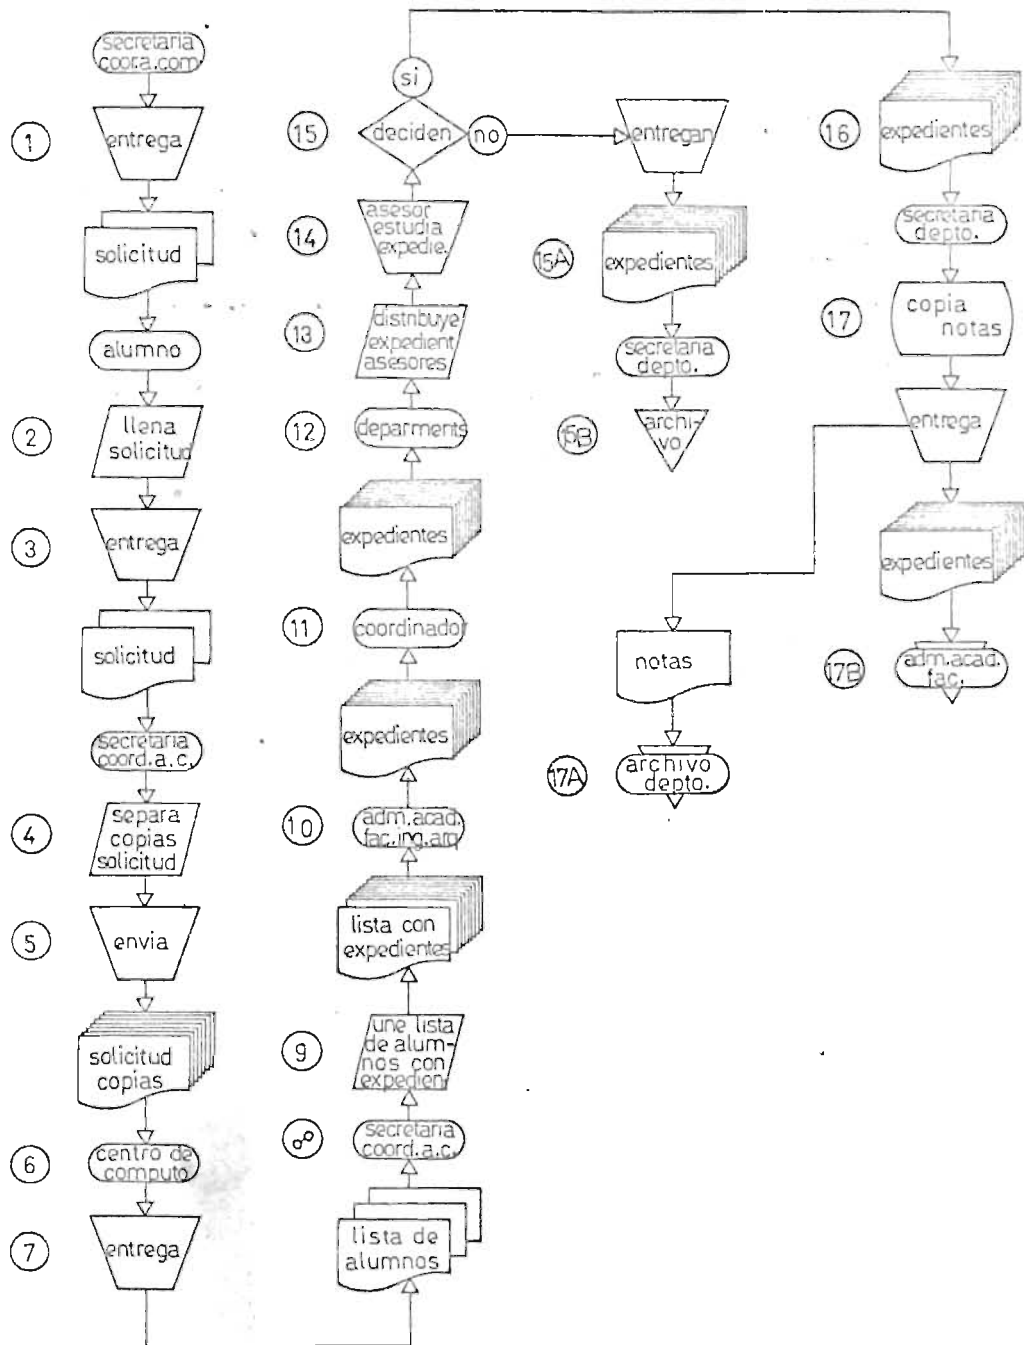 secretaria
coora.com.
1
entrega
solicitud
alumno
2
llena
solicitud
3
entrega
solicitud
secretaria
coord.a.c.
4
separa
copias
solicitud
5
envia
solicitud
copias
6
centro de
computo
7
entrega
lista de
alumnos
8
secretaria
coord.a.c.
9
une lista
de alum-
nos con
expedien
lista con
expedientes
10
adm.acad.
fac.ing.arq
expedientes
11
coordinador
expedientes
12
deparments
13
distribuye
expedient
asesores
14
asesor
estudia
expedie.
15
deciden
si
no
entregan
15A
expedientes
secretaria
depto.
15B
archi-
vo
16
expedientes
secretaria
depto.
17
copia
notas
entrega
expedientes
17B
adm.acad.
fac.
notas
17A
archivo
depto.